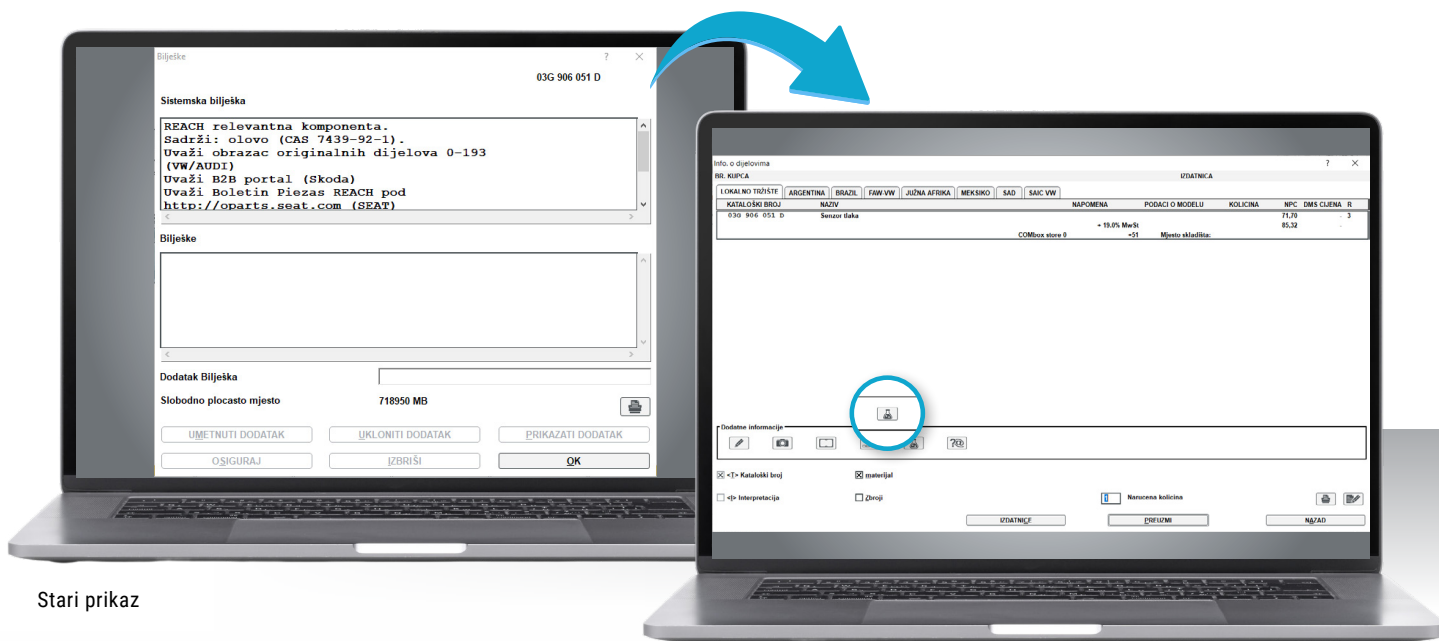 Bilješke
? ×
03G 906 051 D
Sistemska bilješka
REACH relevantna komponenta.
Sadrži: olovo (CAS 7439-92-1).
Uvaži obrazac originalnih dijelova 0-193
(VW/AUDI)
Uvaži B2B portal (Skoda)
Uvaži Boletin Piezas REACH pod
http://oparts.seat.com (SEAT)
Bilješke
Dodatak Bilješka
Slobodno plocasto mjesto 718950 MB
UMETNUTI DODATAK UKLONITI DODATAK PRIKAZATI DODATAK
OSIGURAJ IZBRIŠI OK
Stari prikaz
Info. o dijelovima ? ×
BR. KUPCA IZDATNICA
LOKALNO TRŽIŠTE ARGENTINA BRAZIL FAW-VW JUŽNA AFRIKA MEKSIKO SAD SAIC VW
KATALOŠKI BROJ NAZIV NAPOMENA PODACI O MODELU KOLICINA NPC DMS CIJENA R
03G 906 051 D Senzor tlaka 71,70 - 3
+ 19.0% MwSt 85,32 -
COMbox store 0 =51 Mjesto skladišta:
Dodatne informacije
<T> Kataloški broj materijal
<I> Interpretacija Zbroji Narucena kolicina
IZDATNICE PREUZMI NAZAD